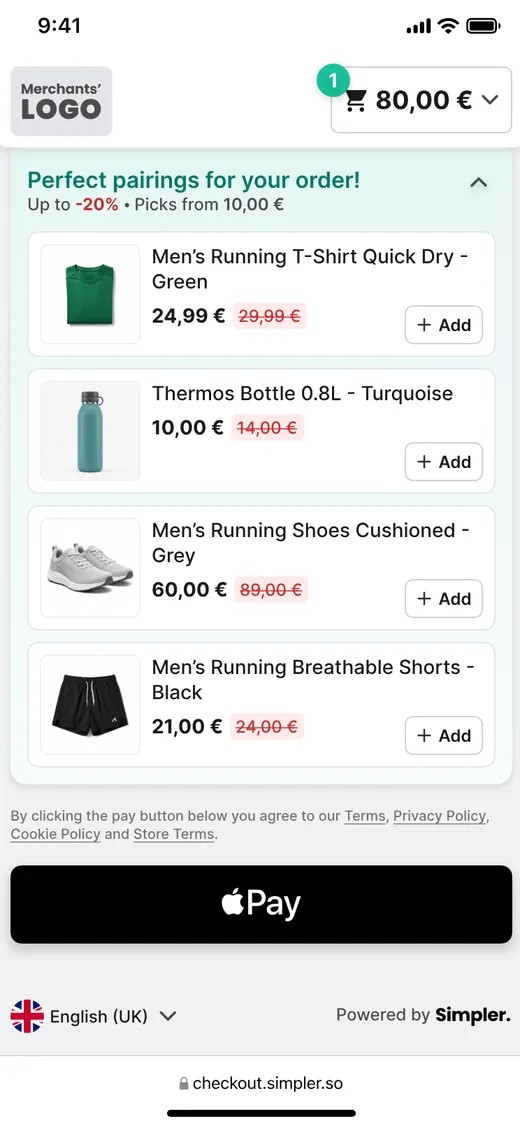 9:41
Merchants’
LOGO
1
80,00 €
Perfect pairings for your order!
Up to -20% • Picks from 10,00 €
Men’s Running T-Shirt Quick Dry -
Green
24,99 € 29,99 €
+ Add
Thermos Bottle 0.8L - Turquoise
10,00 € 14,00 €
+ Add
Men’s Running Shoes Cushioned -
Grey
60,00 € 89,00 €
+ Add
Men’s Running Breathable Shorts -
Black
21,00 € 24,00 €
+ Add
By clicking the pay button below you agree to our Terms, Privacy Policy,
Cookie Policy and Store Terms.
Pay
English (UK)
Powered by Simpler.
checkout.simpler.so